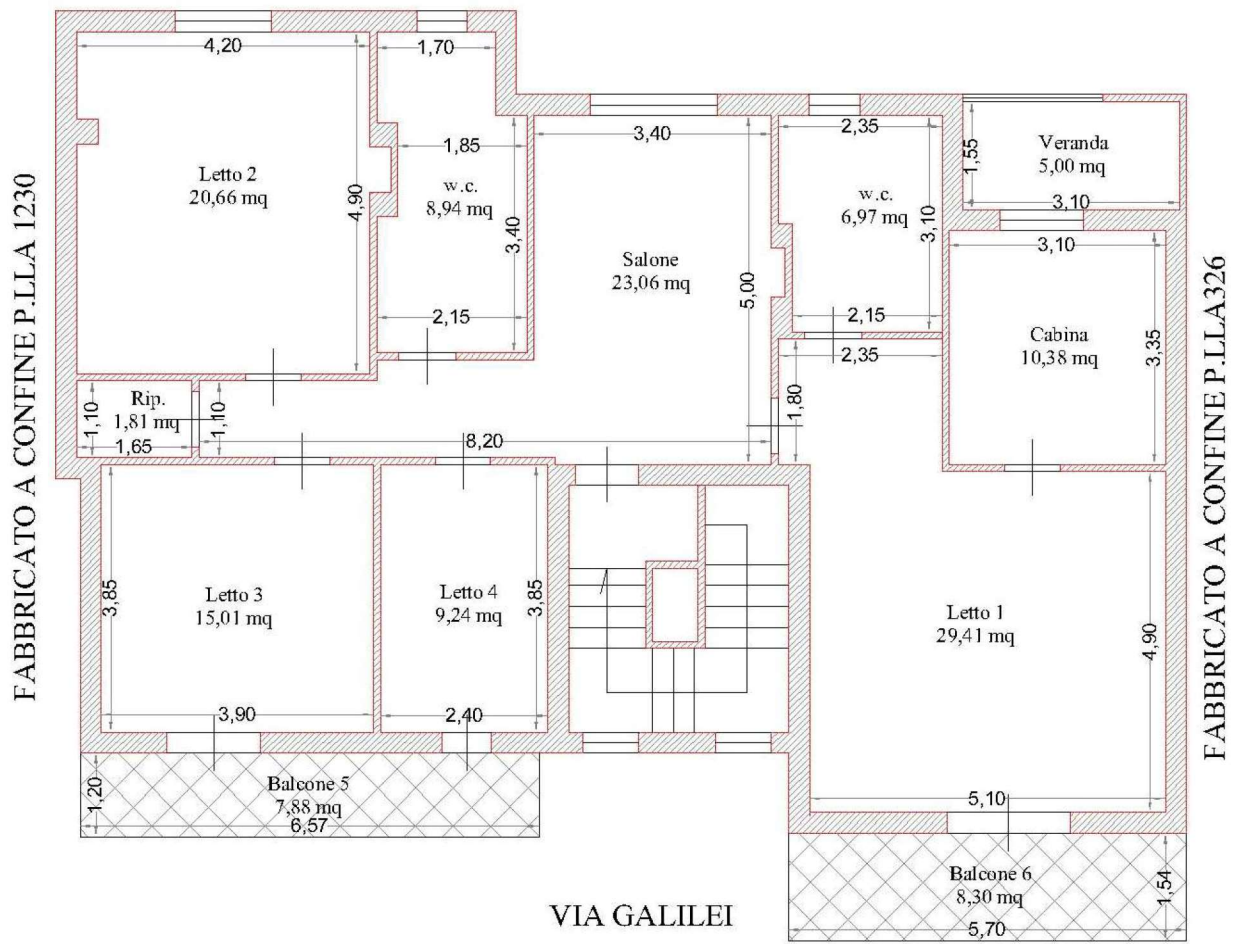 4,20
1,70
3,40
2,35
1,85
Letto 2
20,66 mq
4,90
w.c.
8,94 mq
3,40
Salone
23,06 mq
5,00
w.c.
6,97 mq
3,10
1,55
Veranda
5,00 mq
3,10
3,10
Cabina
10,38 mq
3,35
2,15
2,15
2,35
1,80
Rip.
1,81 mq
1,10
1,65
1,10
8,20
FABBRICATO A CONFINE P.LLA 1230
FABBRICATO A CONFINE P.LLA326
3,85
Letto 3
15,01 mq
3,90
Letto 4
9,24 mq
3,85
2,40
Letto 1
29,41 mq
4,90
5,10
1,20
Balcone 5
7,88 mq
6,57
Balcone 6
8,30 mq
1,54
5,70
VIA GALILEI